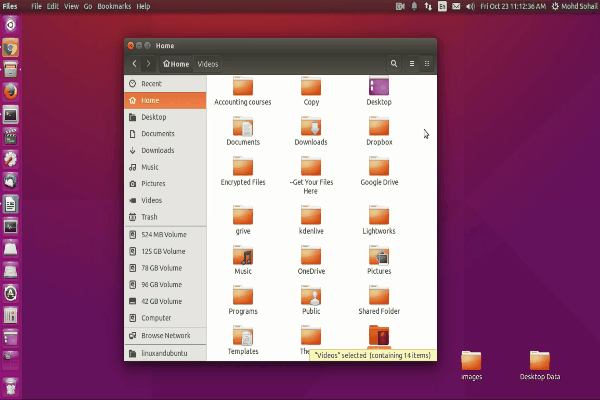 Files File Edit View Go Bookmarks Help En Fri Oct 23 11:12:36 AM Mohd Sohail
Home
Home Videos
Recent
Home
Desktop
Documents
Downloads
Music
Pictures
Videos
Trash
524 MB Volume
125 GB Volume
78 GB Volume
96 GB Volume
42 GB Volume
Computer
Browse Network
linuxandubuntu
Accounting courses Copy Desktop
Documents Downloads Dropbox
Encrypted Files ~Get Your Files Here Google Drive
grive kdenlive Lightworks
Music OneDrive Pictures
Programs Public Shared Folder
Templates
"Videos" selected (containing 14 items)
images Desktop Data